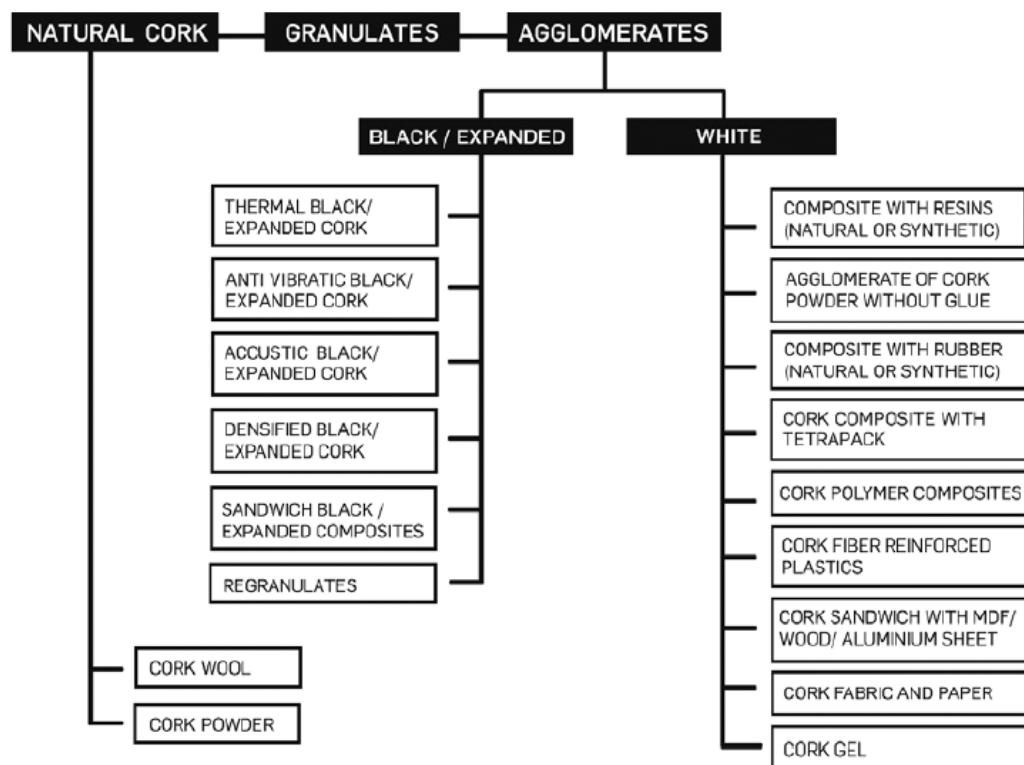 NATURAL CORK
GRANULATES
AGGLOMERATES
BLACK / EXPANDED
WHITE
THERMAL BLACK/
EXPANDED CORK
ANTI VIBRATIC BLACK/
EXPANDED CORK
ACCUSTIC BLACK/
EXPANDED CORK
DENSIFIED BLACK/
EXPANDED CORK
SANDWICH BLACK /
EXPANDED COMPOSITES
REGRANULATES
COMPOSITE WITH RESINS
(NATURAL OR SYNTHETIC)
AGGLOMERATE OF CORK
POWDER WITHOUT GLUE
COMPOSITE WITH RUBBER
(NATURAL OR SYNTHETIC)
CORK COMPOSITE WITH
TETRAPACK
CORK POLYMER COMPOSITES
CORK FIBER REINFORCED
PLASTICS
CORK SANDWICH WITH MDF/
WOOD/ ALUMINIUM SHEET
CORK FABRIC AND PAPER
CORK GEL
CORK WOOL
CORK POWDER